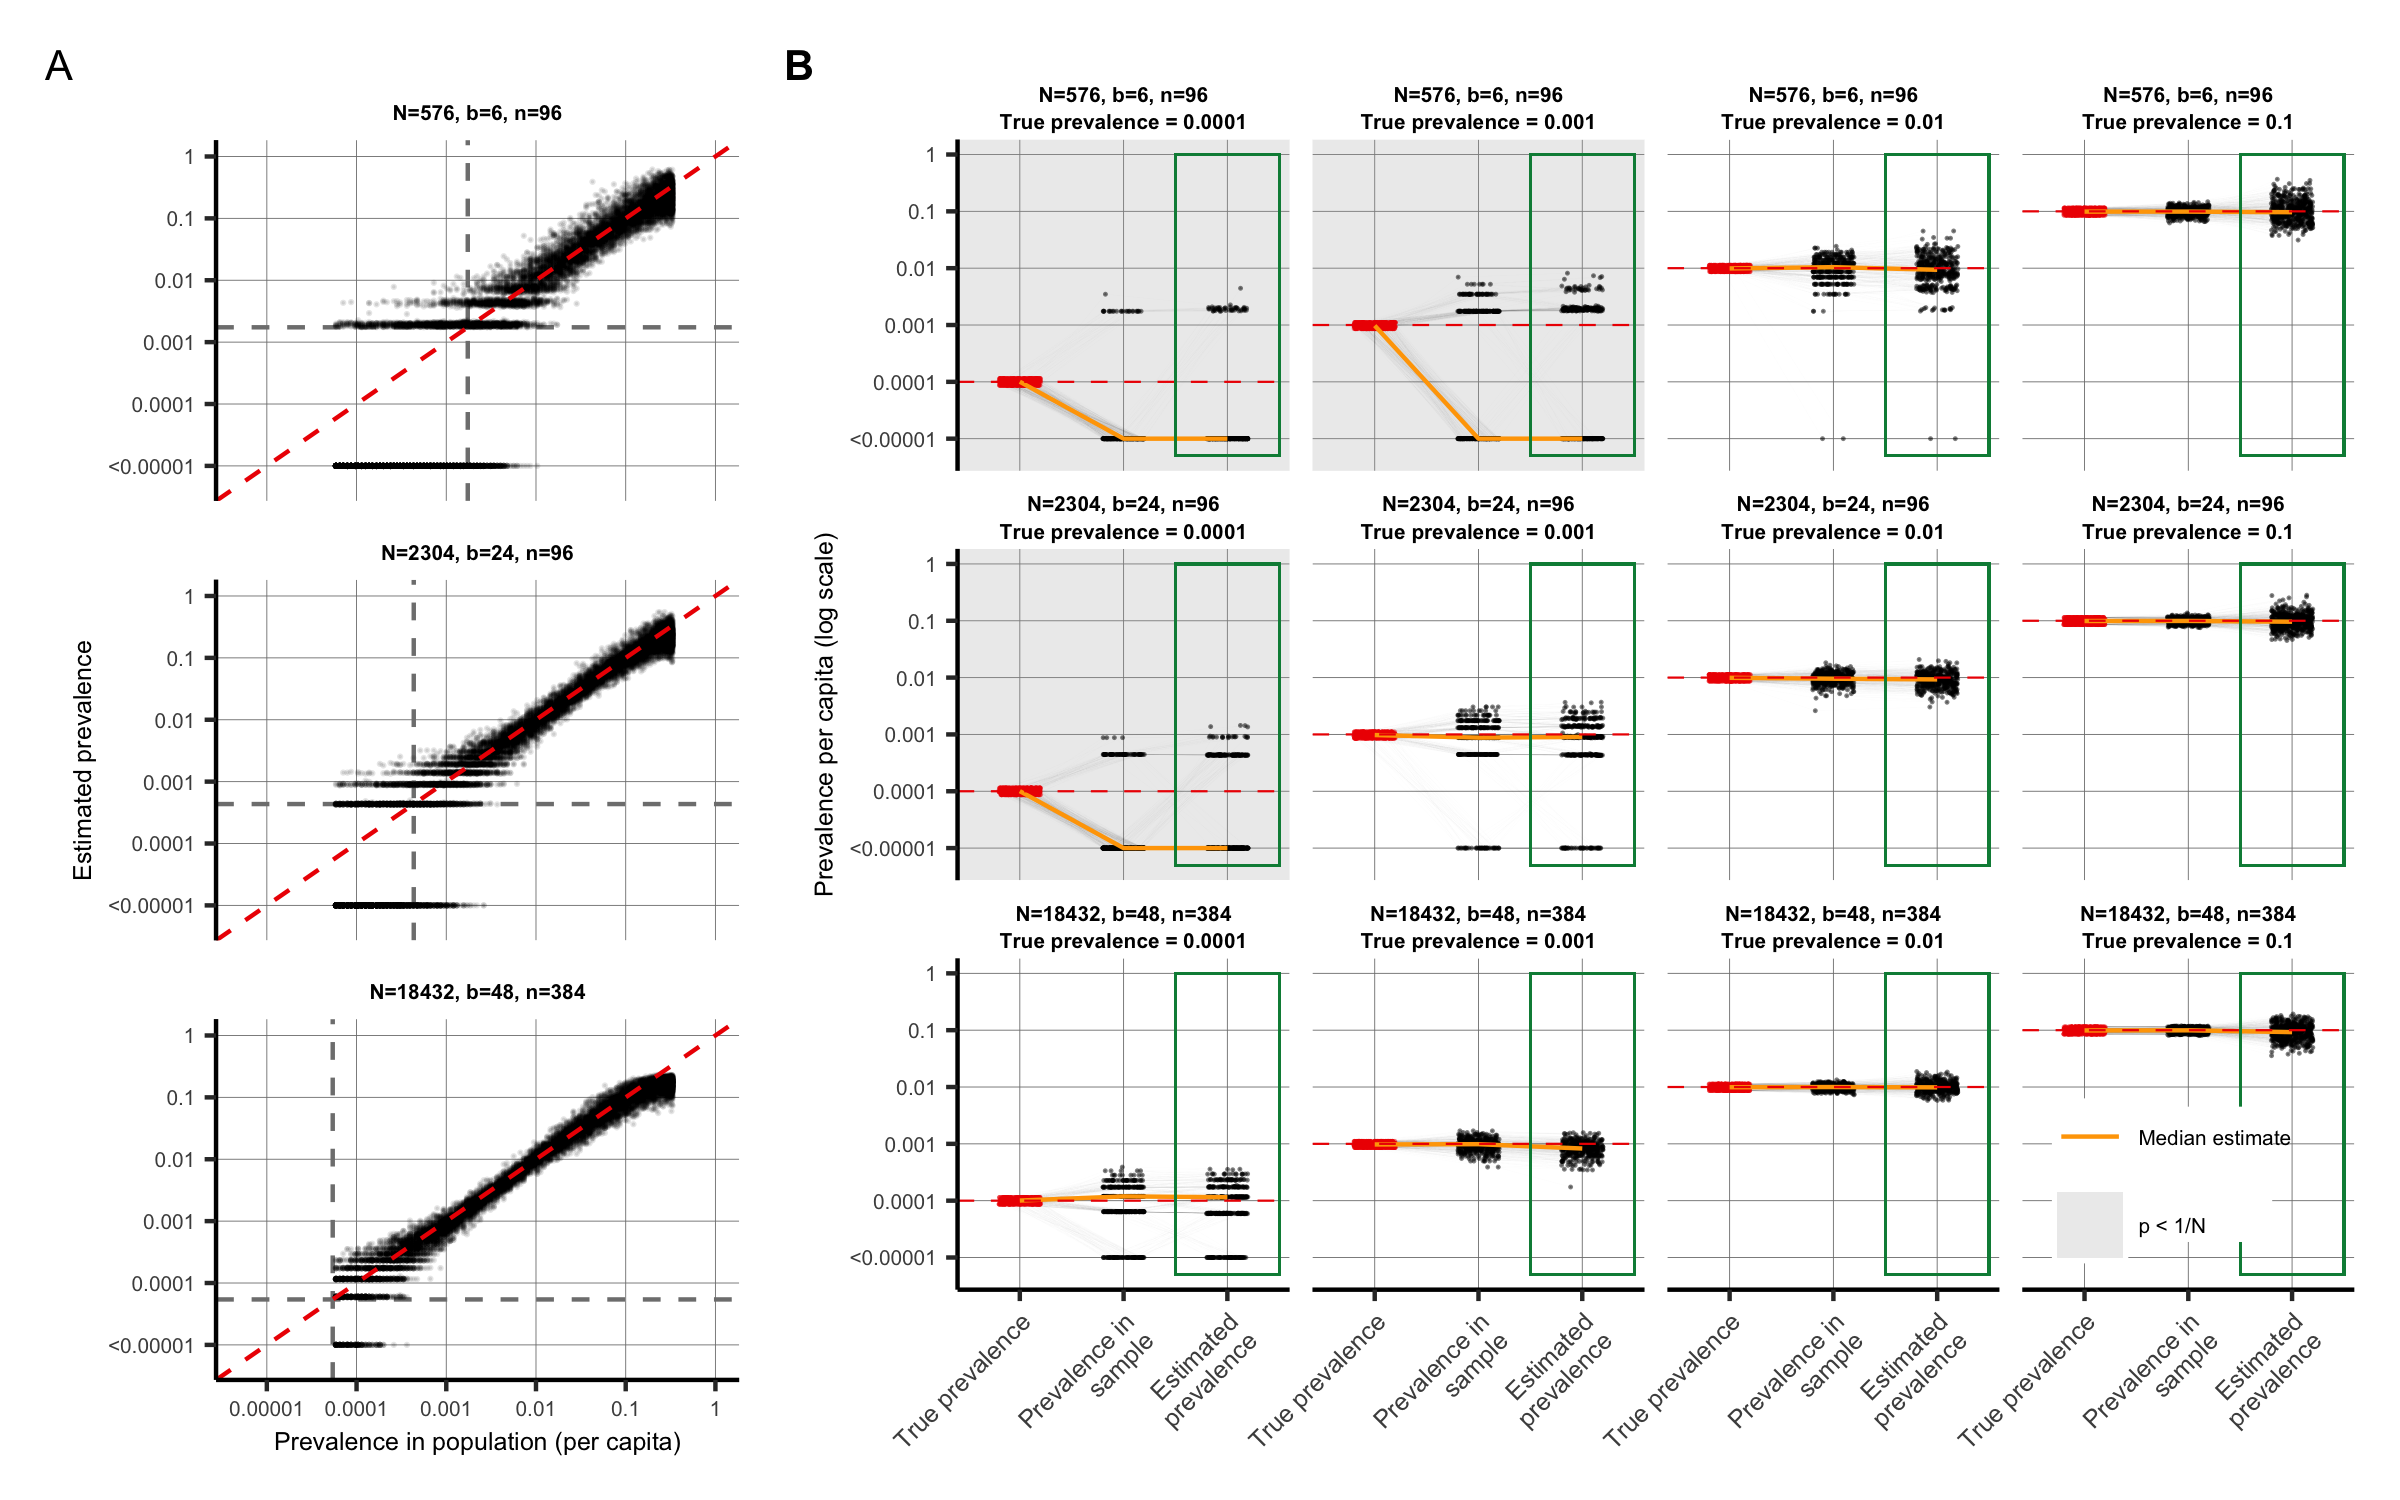 A
N=576, b=6, n=96
1
0.1
0.01
0.001
0.0001
<0.00001
N=2304, b=24, n=96
1
0.1
0.01
0.001
0.0001
<0.00001
N=18432, b=48, n=384
1
0.1
0.01
0.001
0.0001
<0.00001
0.00001 0.0001 0.001 0.01 0.1 1
Prevalence in population (per capita)
Estimated prevalence
B
N=576, b=6, n=96
True prevalence = 0.0001
N=576, b=6, n=96
True prevalence = 0.001
N=576, b=6, n=96
True prevalence = 0.01
N=576, b=6, n=96
True prevalence = 0.1
1
0.1
0.01
0.001
0.0001
<0.00001
N=2304, b=24, n=96
True prevalence = 0.0001
N=2304, b=24, n=96
True prevalence = 0.001
N=2304, b=24, n=96
True prevalence = 0.01
N=2304, b=24, n=96
True prevalence = 0.1
1
0.1
0.01
0.001
0.0001
<0.00001
N=18432, b=48, n=384
True prevalence = 0.0001
N=18432, b=48, n=384
True prevalence = 0.001
N=18432, b=48, n=384
True prevalence = 0.01
N=18432, b=48, n=384
True prevalence = 0.1
1
0.1
0.01
0.001
0.0001
<0.00001
Median estimate
p < 1/N
True prevalence
Prevalence in
sample
Estimated
prevalence
True prevalence
Prevalence in
sample
Estimated
prevalence
True prevalence
Prevalence in
sample
Estimated
prevalence
True prevalence
Prevalence in
sample
Estimated
prevalence
Prevalence per capita (log scale)